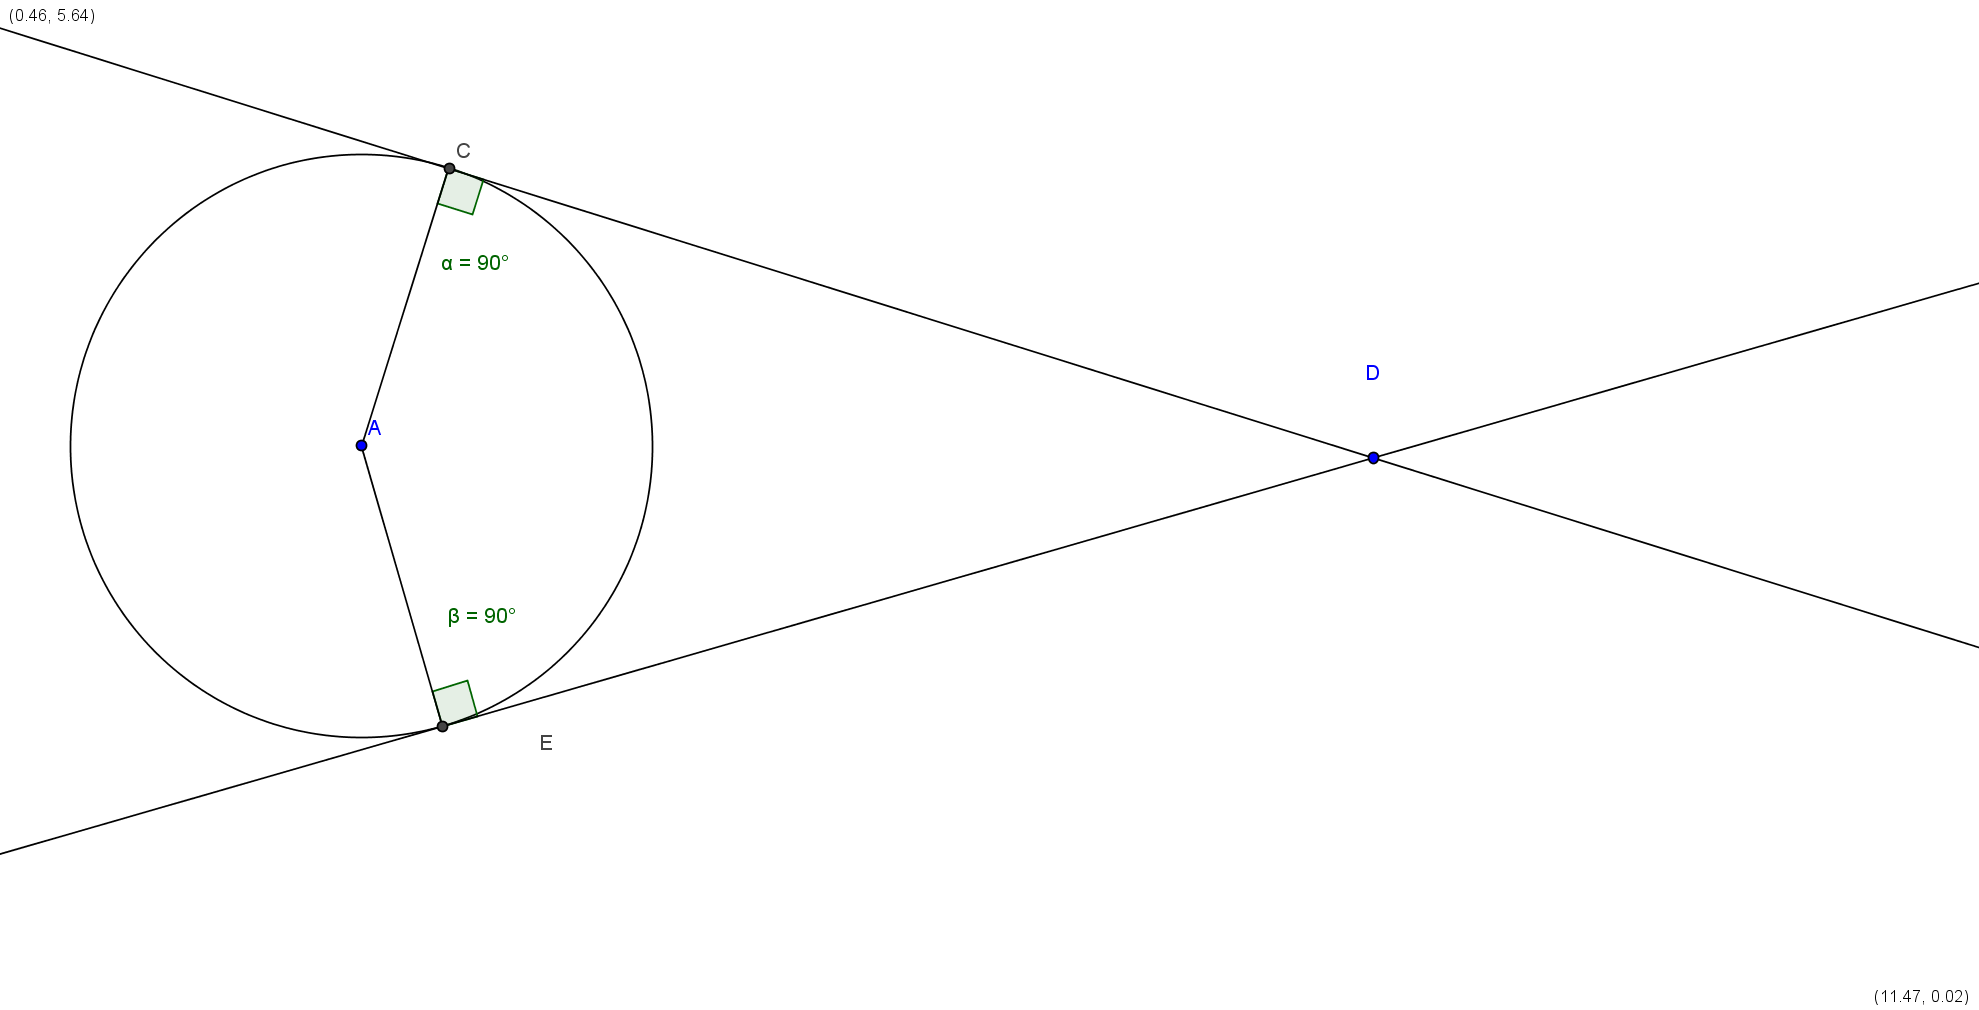 (0.46, 5.64)
C
α = 90°
D
A
β = 90°
E
(11.47, 0.02)